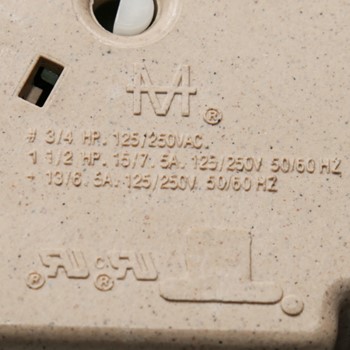 M ®
# 3/4 HP. 125/250VAC.
1 1/2 HP. 15/7. 5A. 125/250V 50/60 HZ
- 13/6. 5A. 125/250V. 50/60 HZ
® c ®